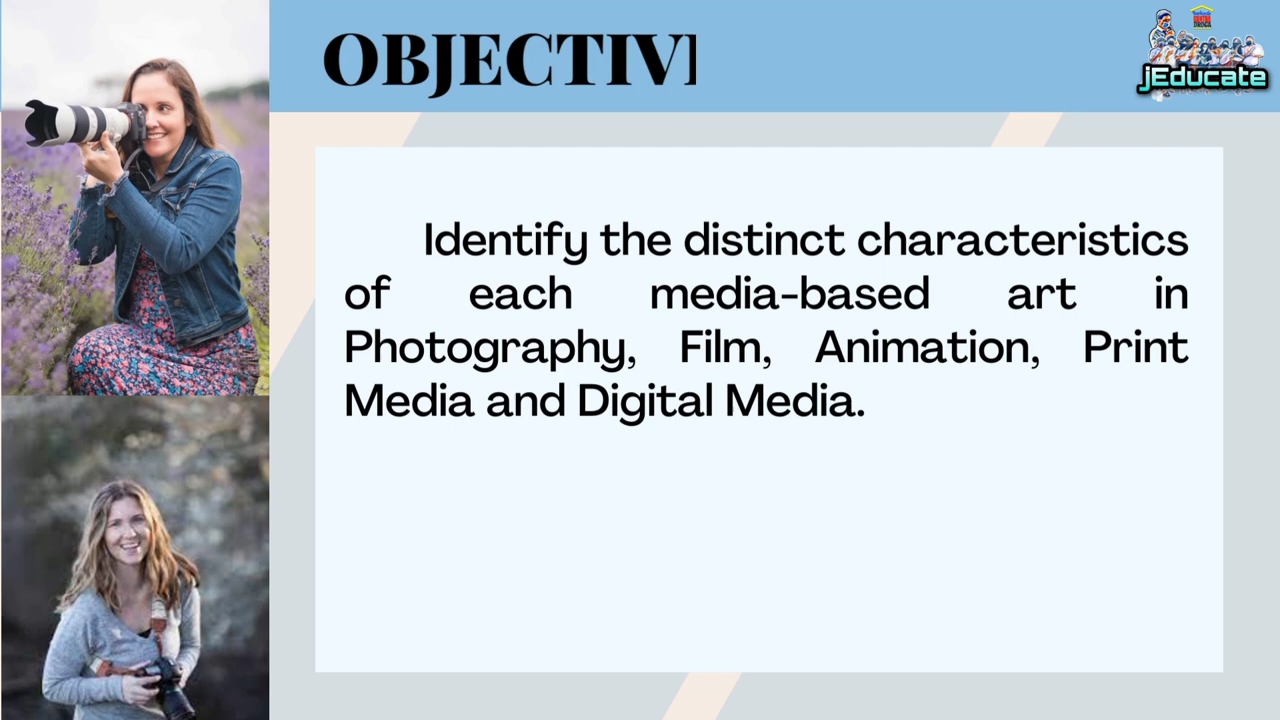 OBJECTIVE
jEducate
Identify the distinct characteristics
of each media-based art in
Photography, Film, Animation, Print
Media and Digital Media.